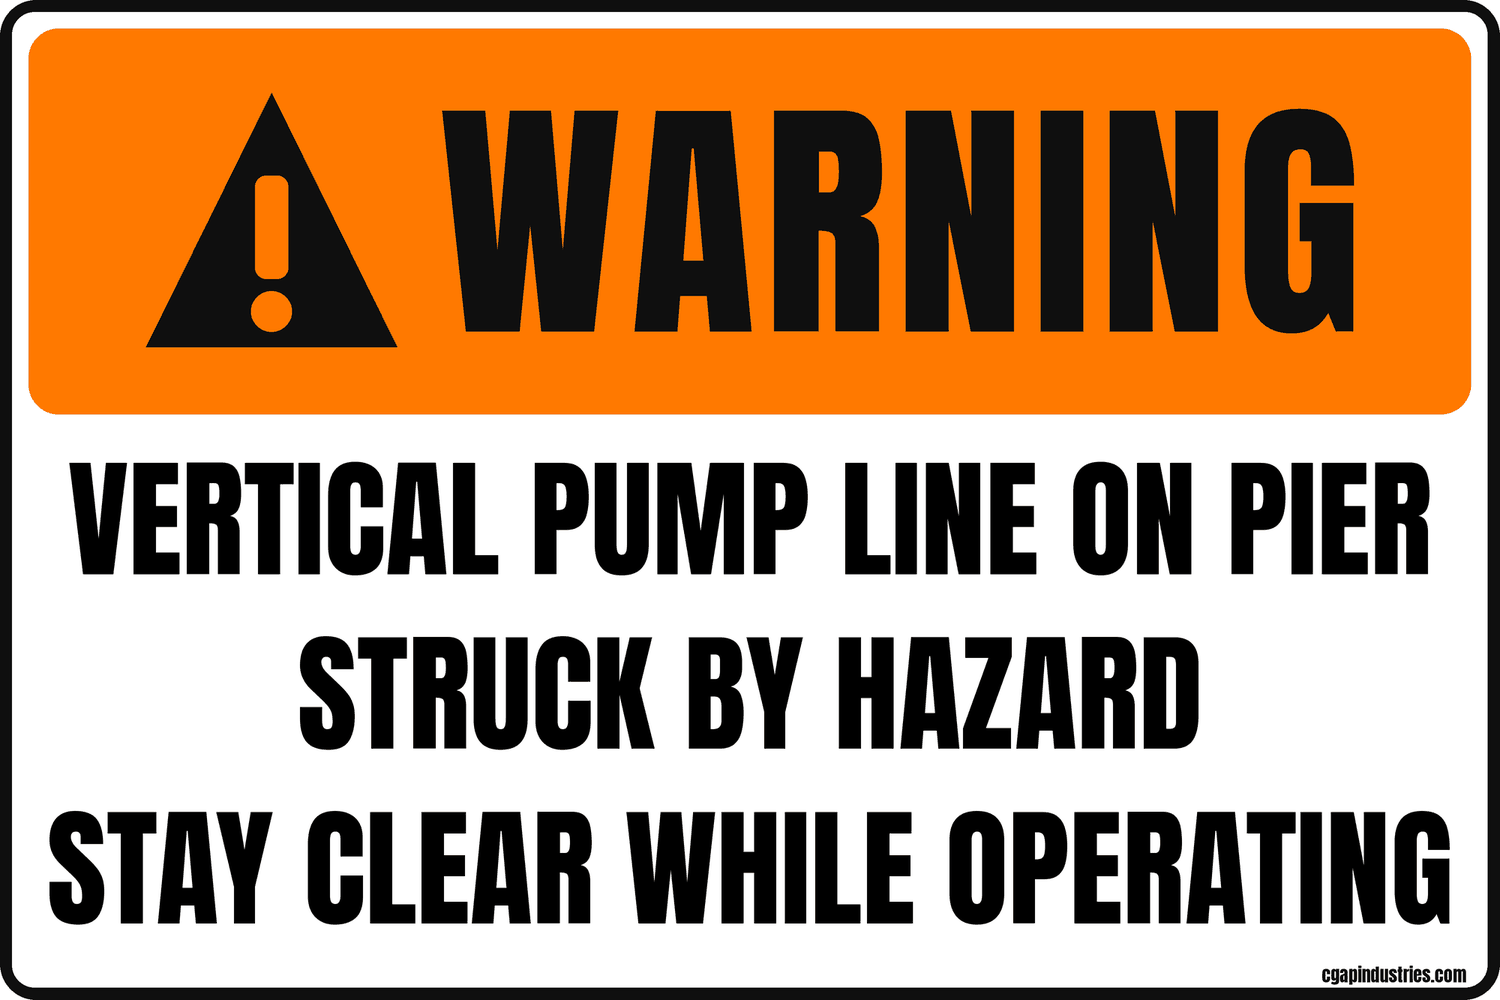 WARNING
VERTICAL PUMP LINE ON PIER
STRUCK BY HAZARD
STAY CLEAR WHILE OPERATING
cgapindustries.com